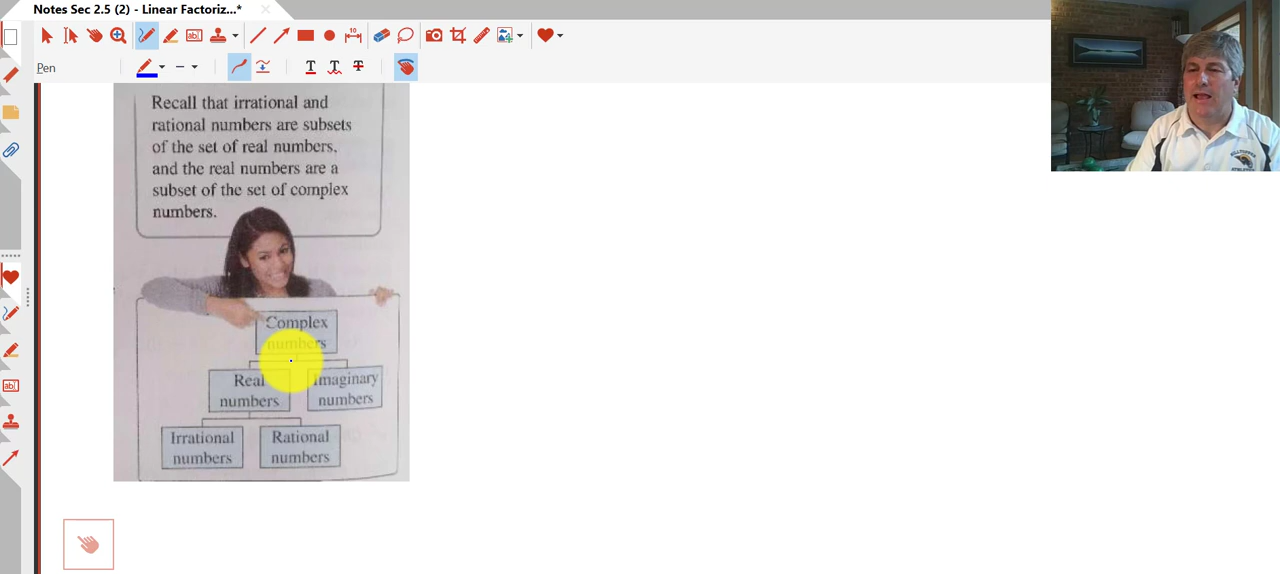 Notes Sec 2.5 (2) - Linear Factoriz...*
Pen
Recall that irrational and
rational numbers are subsets
of the set of real numbers,
and the real numbers are a
subset of the set of complex
numbers.
Complex
numbers
Real
numbers
Imaginary
numbers
Irrational
numbers
Rational
numbers